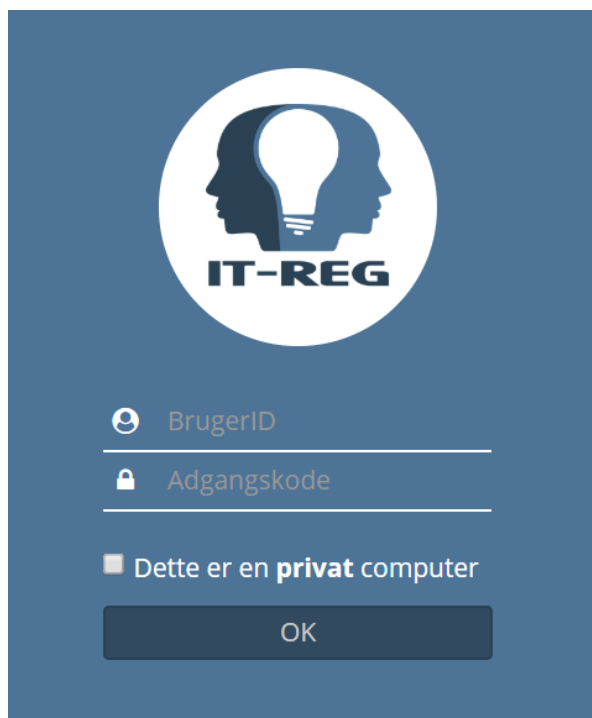 IT-REG
BrugerID
Adgangskode
Dette er en privat computer
OK